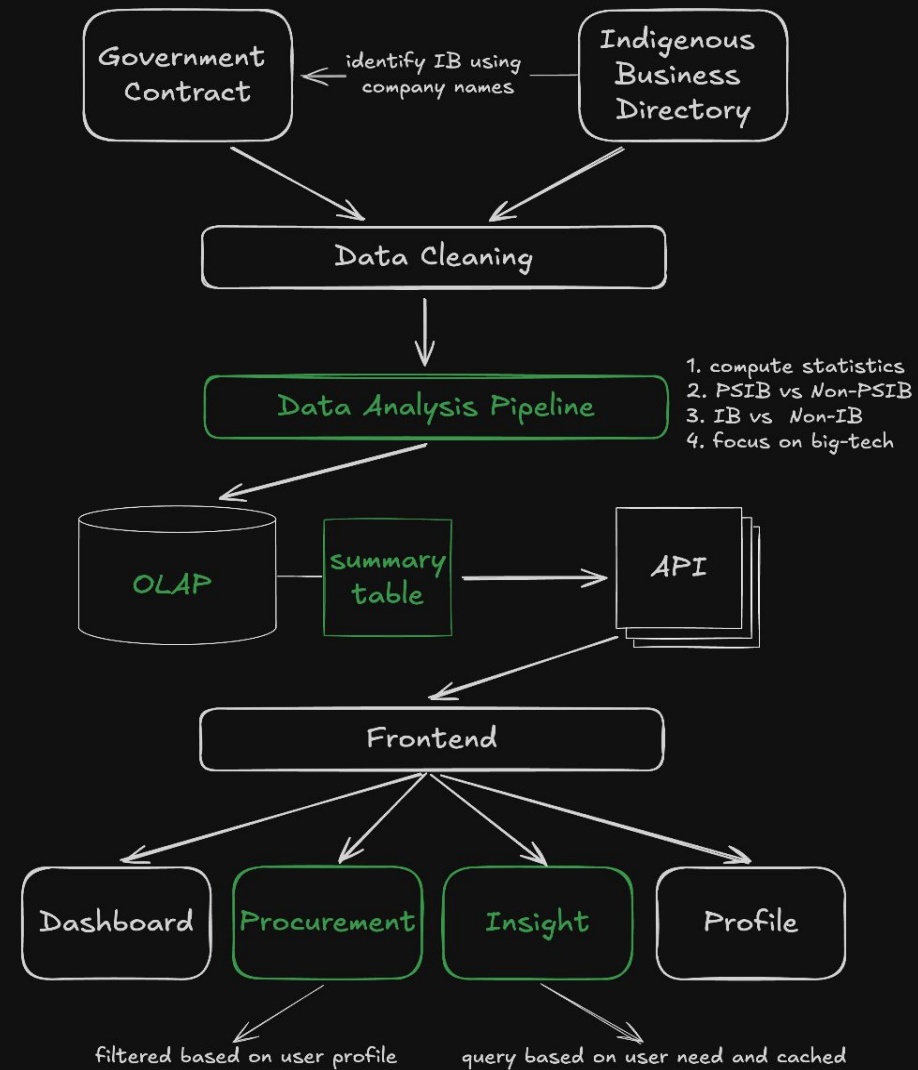 Government
Contract
identify IB using
company names
Indigenous
Business
Directory
Data Cleaning
Data Analysis Pipeline
1. compute statistics
2. PSIB vs Non-PSIB
3. IB vs Non-IB
4. focus on big-tech
OLAP
summary
table
API
Frontend
Dashboard
Procurement
Insight
Profile
filtered based on user profile
query based on user need and cached